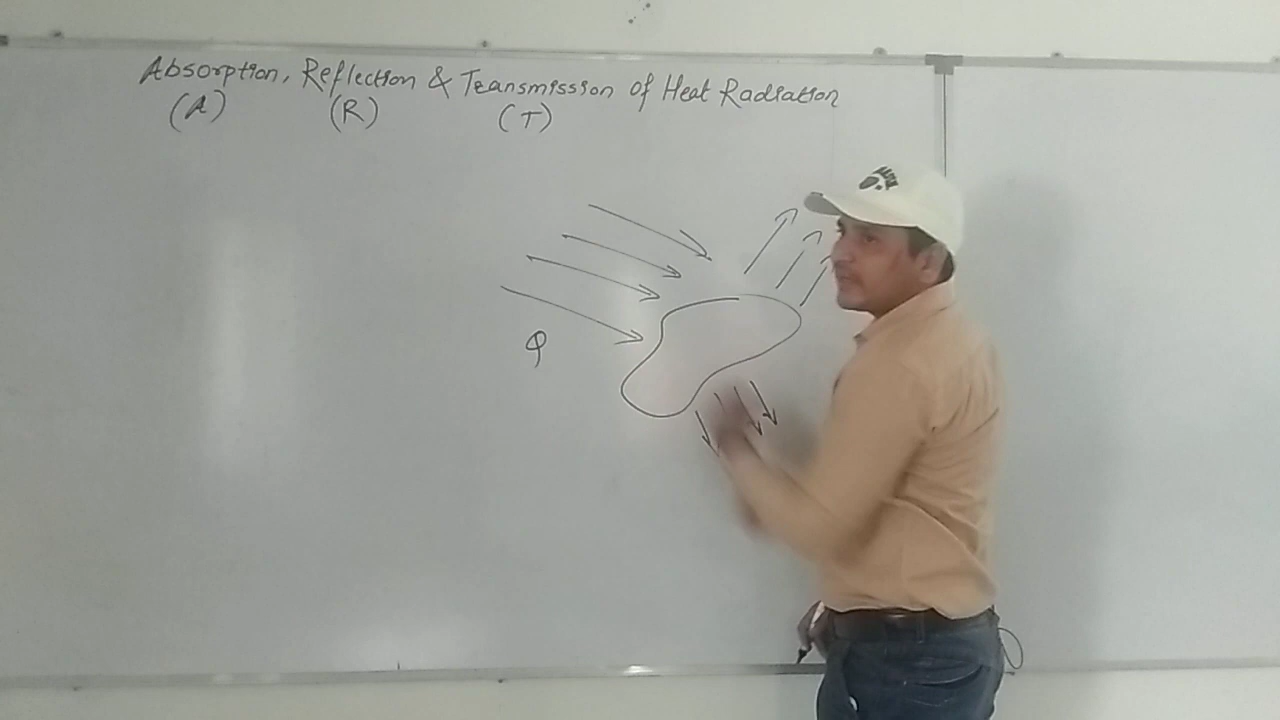 Absorption, Reflection & Transmission of Heat Radiation
(A) (R) (T)
Q